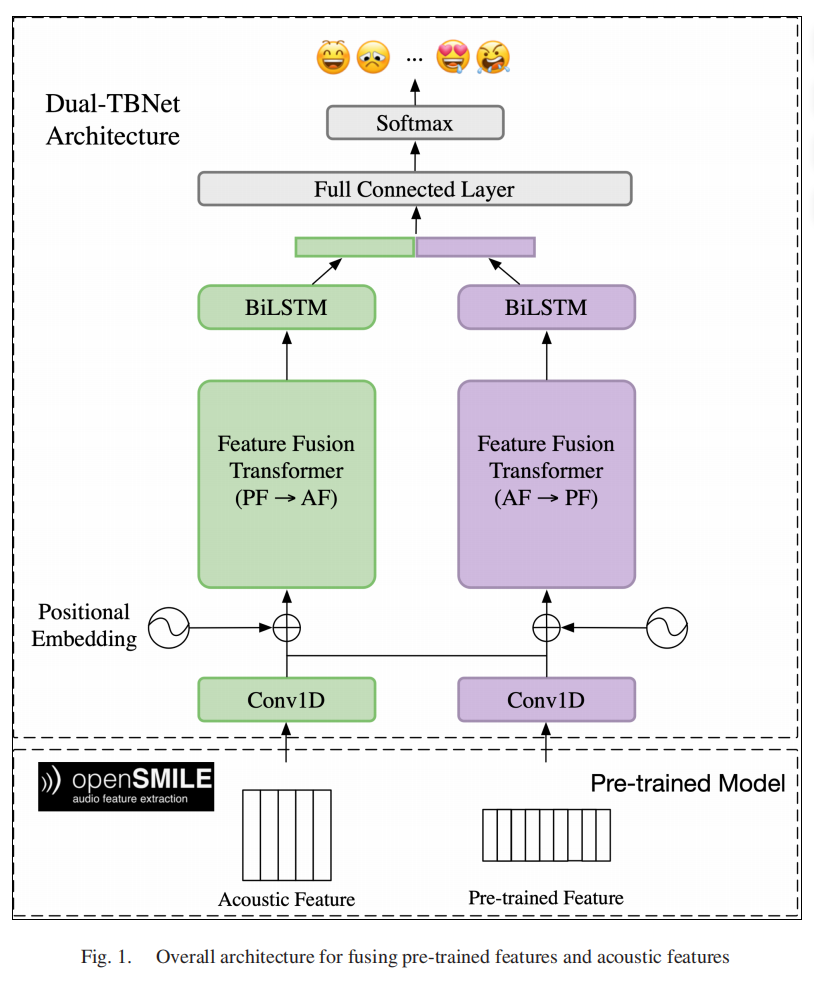 Dual-TBNet
Architecture
...
Softmax
Full Connected Layer
BiLSTM
BiLSTM
Feature Fusion
Transformer
(PF → AF)
Feature Fusion
Transformer
(AF → PF)
Positional
Embedding
Conv1D
Conv1D
openSMILE
audio feature extraction
Pre-trained Model
Acoustic Feature
Pre-trained Feature
Fig. 1. Overall architecture for fusing pre-trained features and acoustic features